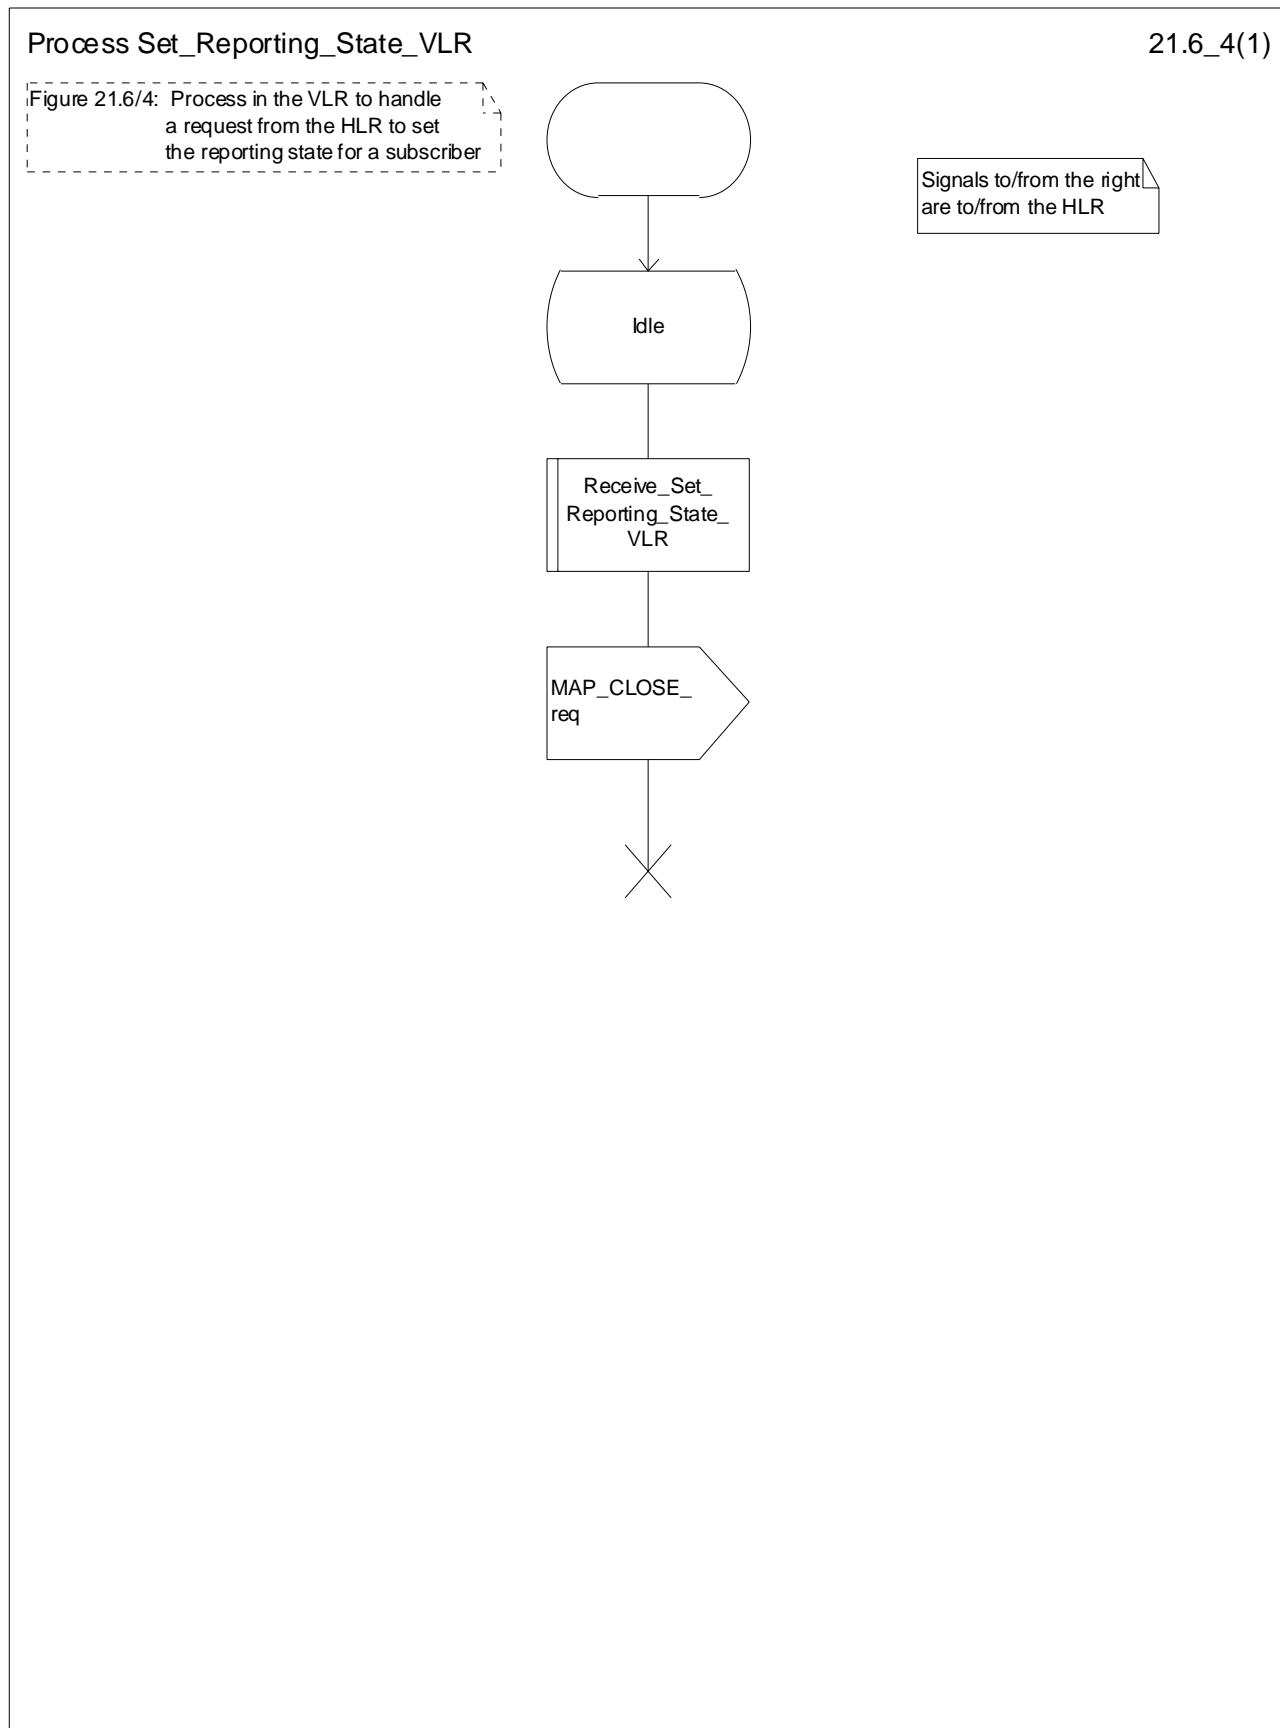 Process Set_Reporting_State_VLR
21.6_4(1)
Figure 21.6/4: Process in the VLR to handle
a request from the HLR to set
the reporting state for a subscriber
Signals to/from the right
are to/from the HLR
Idle
Receive_Set_
Reporting_State_
VLR
MAP_CLOSE_
req